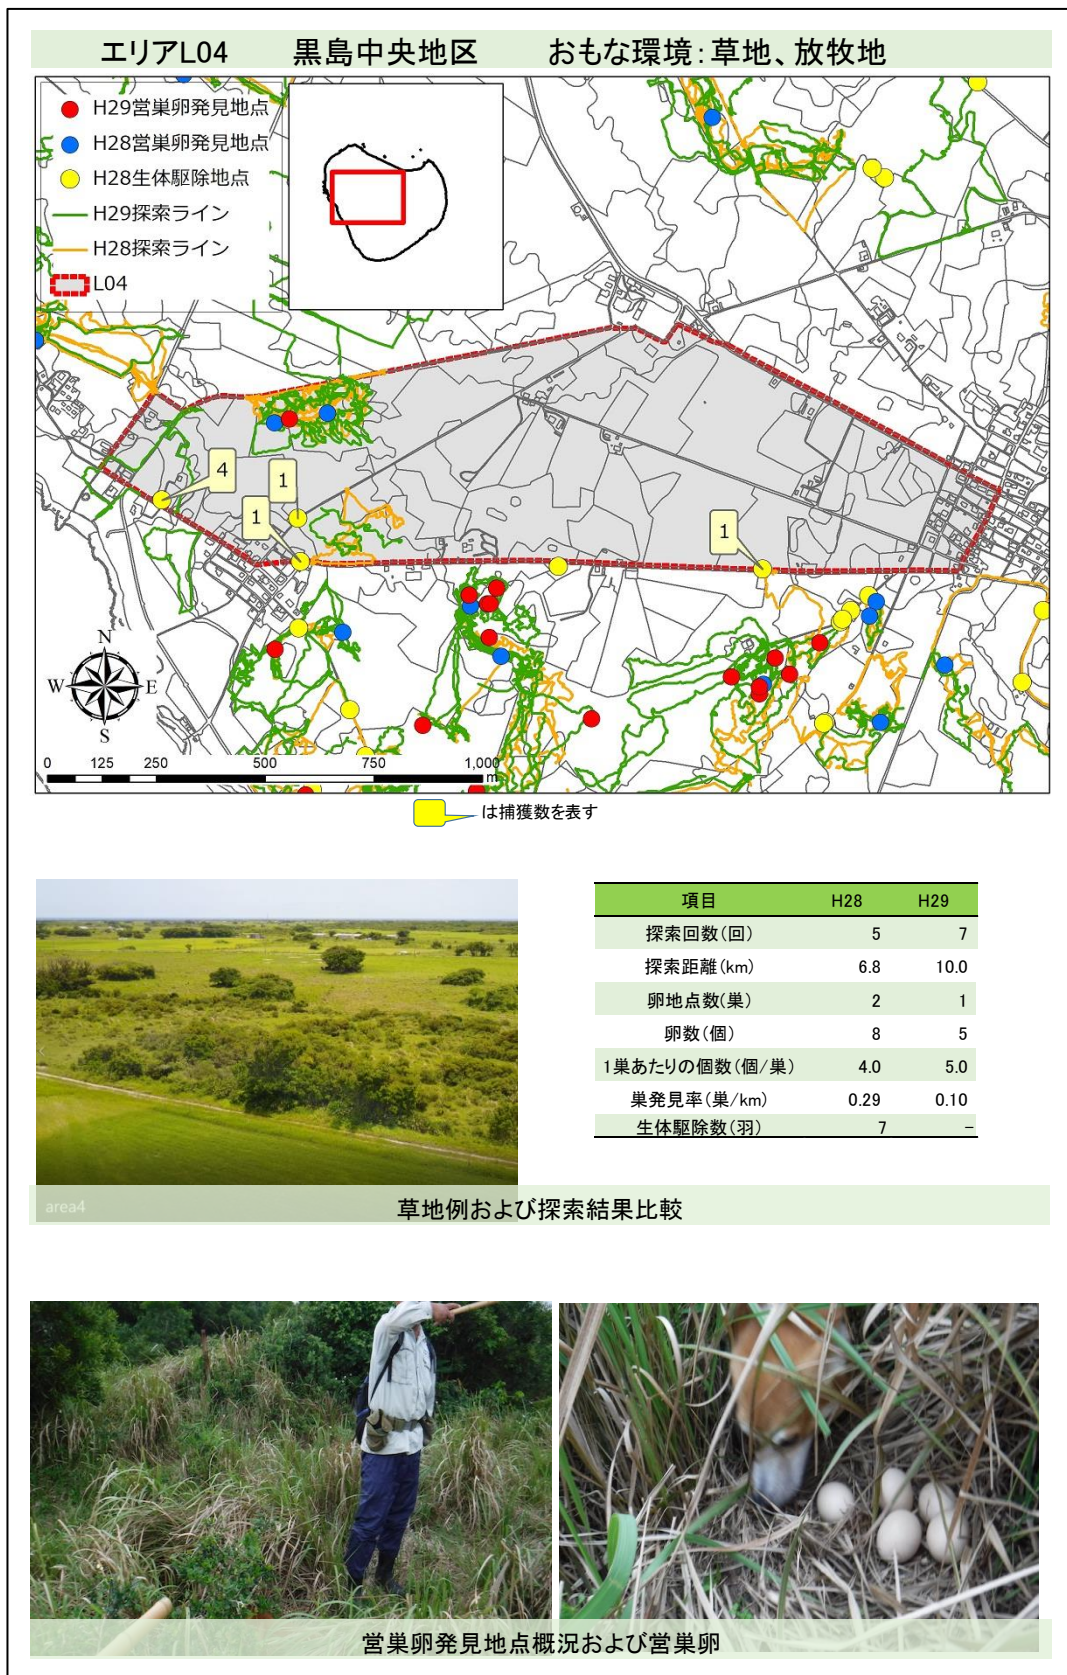 エリアL04 黒島中央地区 おもな環境:草地、放牧地
H29営巣卵発見地点
H28営巣卵発見地点
H28生体駆除地点
H29探索ライン
H28探索ライン
L04
4
1
1
1
N
W E
S
0 125 250 500 750 1,000
m
は捕獲数を表す
項目 H28 H29
探索回数(回) 5 7
探索距離(km) 6.8 10.0
卵地点数(巣) 2 1
卵数(個) 8 5
1巣あたりの個数(個/巣) 4.0 5.0
巣発見率(巣/km) 0.29 0.10
生体駆除数(羽) 7 -
area4
草地例および探索結果比較
営巣卵発見地点概況および営巣卵